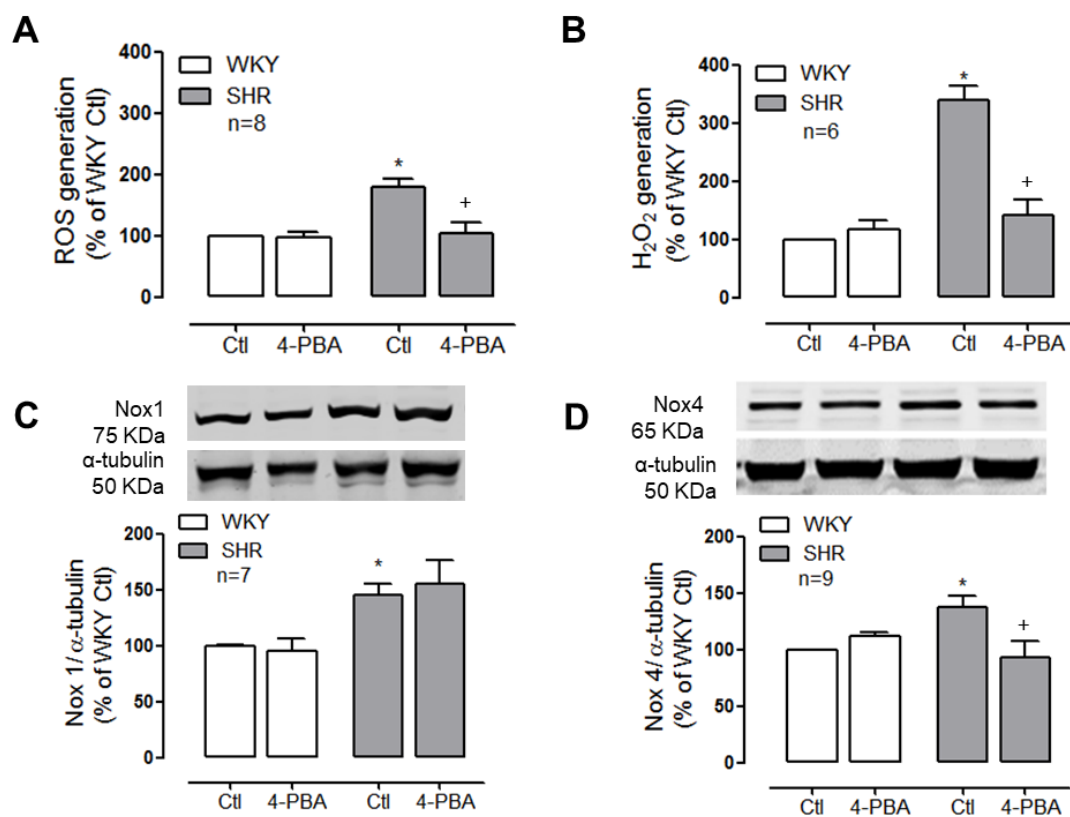 A
ROS generation
(% of WKY Ctl)
400
300
200
100
0
WKY
SHR
n=8
*
+
Ctl 4-PBA Ctl 4-PBA
B
H₂O₂ generation
(% of WKY Ctl)
400
300
200
100
0
WKY
SHR
n=6
*
+
Ctl 4-PBA Ctl 4-PBA
C
Nox1
75 KDa
α-tubulin
50 KDa
Nox 1/α-tubulin
(% of WKY Ctl)
200
150
100
50
0
WKY
SHR
n=7
*
Ctl 4-PBA Ctl 4-PBA
D
Nox4
65 KDa
α-tubulin
50 KDa
Nox 4/α-tubulin
(% of WKY Ctl)
200
150
100
50
0
WKY
SHR
n=9
*
+
Ctl 4-PBA Ctl 4-PBA